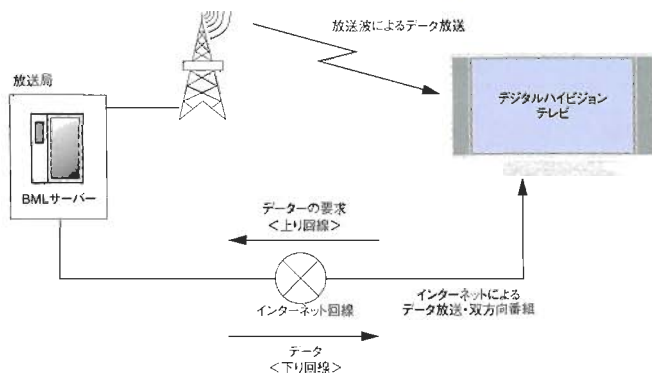 放送波によるデータ放送
放送局
デジタルハイビジョン
テレビ
BMLサーバー
データーの要求
<上り回線>
インターネット回線
インターネットによる
データ放送・双方向番組
データ
<下り回線>